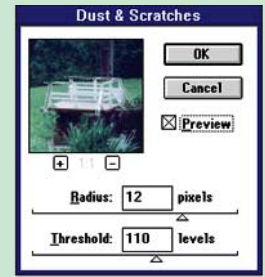 Dust & Scratches
OK
Cancel
Preview
+ 1:1 −
Radius: 12 pixels
Threshold: 110 levels